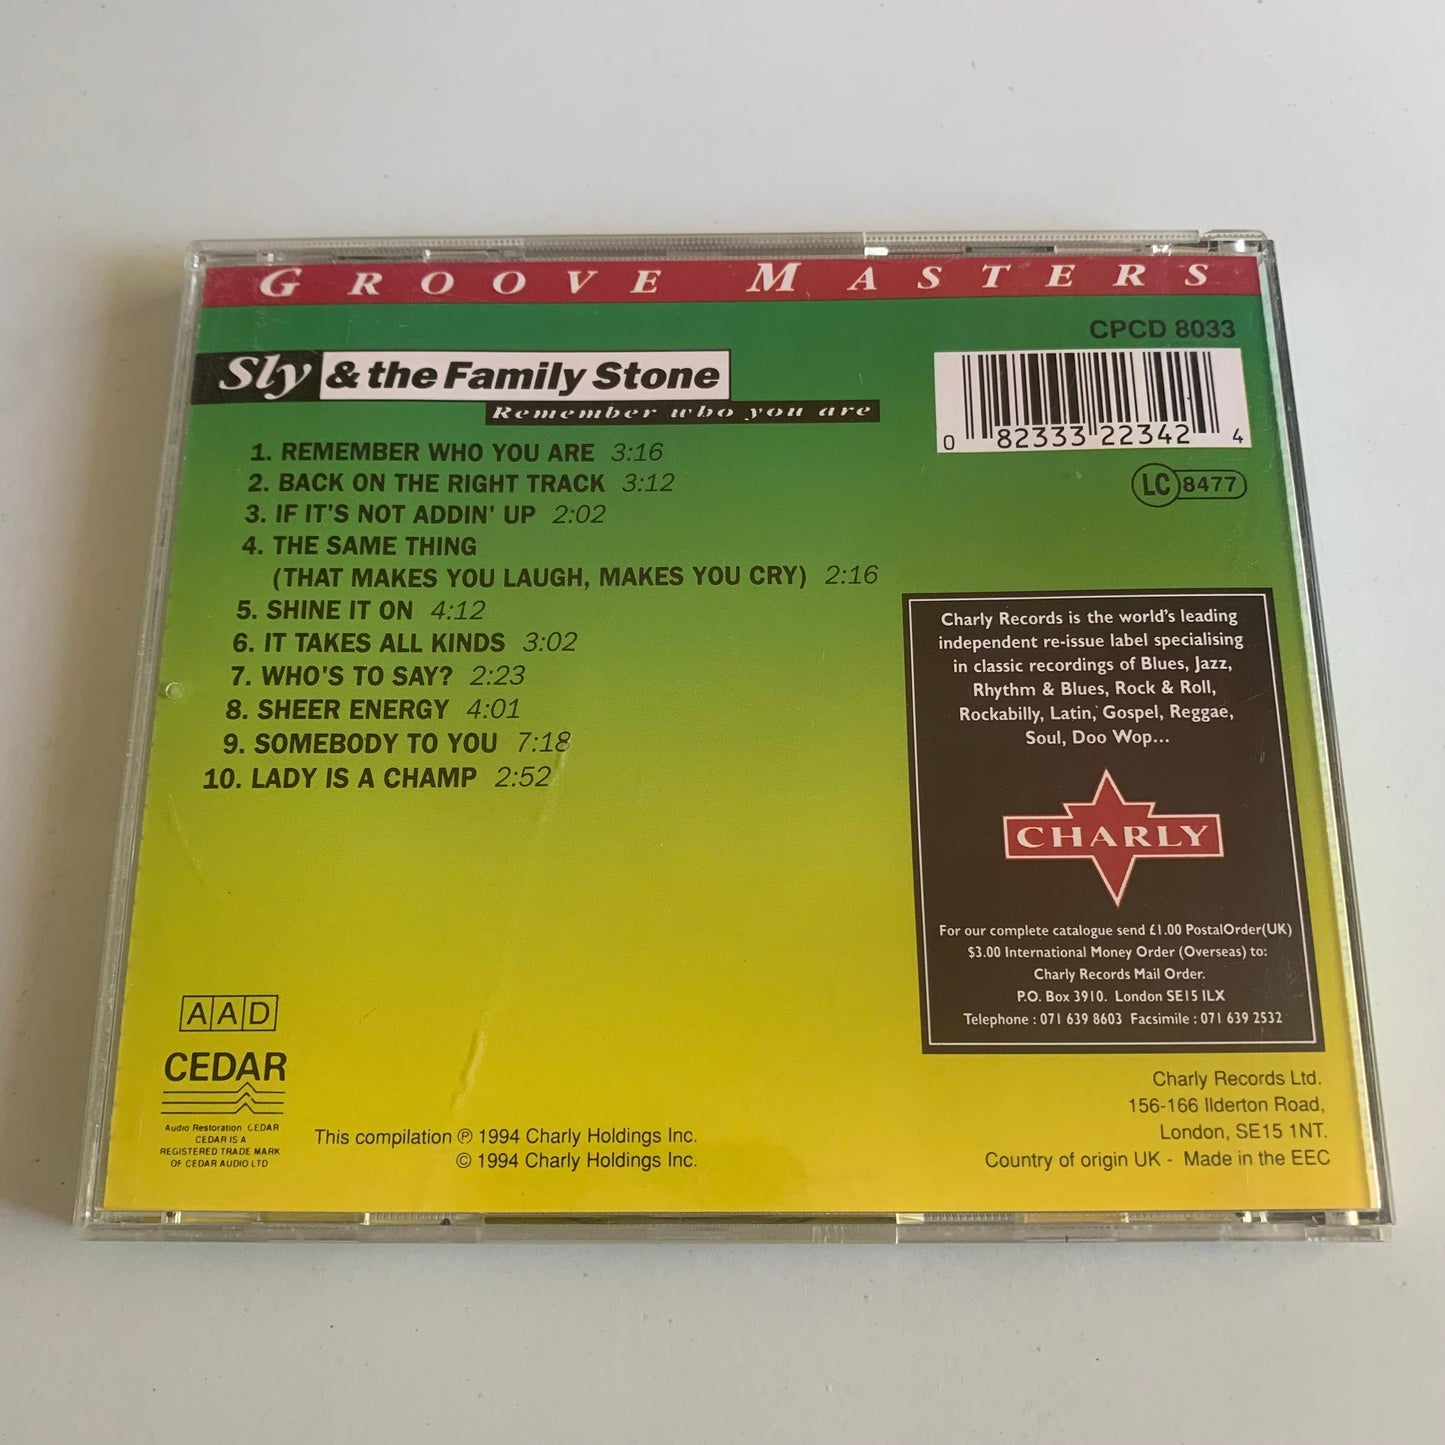 GROOVE MASTERS
CPCD 8033
Sly & the Family Stone
Remember who you are
0 82333 22342 4
LC 8477
1. REMEMBER WHO YOU ARE 3:16
2. BACK ON THE RIGHT TRACK 3:12
3. IF IT'S NOT ADDIN' UP 2:02
4. THE SAME THING
(THAT MAKES YOU LAUGH, MAKES YOU CRY) 2:16
5. SHINE IT ON 4:12
6. IT TAKES ALL KINDS 3:02
7. WHO'S TO SAY? 2:23
8. SHEER ENERGY 4:01
9. SOMEBODY TO YOU 7:18
10. LADY IS A CHAMP 2:52
Charly Records is the world's leading
independent re-issue label specialising
in classic recordings of Blues, Jazz,
Rhythm & Blues, Rock & Roll,
Rockabilly, Latin, Gospel, Reggae,
Soul, Doo Wop...
CHARLY
For our complete catalogue send £1.00 PostalOrder(UK)
$3.00 International Money Order (Overseas) to:
Charly Records Mail Order.
P.O. Box 3910. London SE15 1LX
Telephone : 071 639 8603 Facsimile : 071 639 2532
AAD
CEDAR
Audio Restoration CEDAR
CEDAR IS A
REGISTERED TRADE MARK
OF CEDAR AUDIO LTD
This compilation ℗ 1994 Charly Holdings Inc.
© 1994 Charly Holdings Inc.
Charly Records Ltd.
156-166 Ilderton Road,
London, SE15 1NT.
Country of origin UK - Made in the EEC